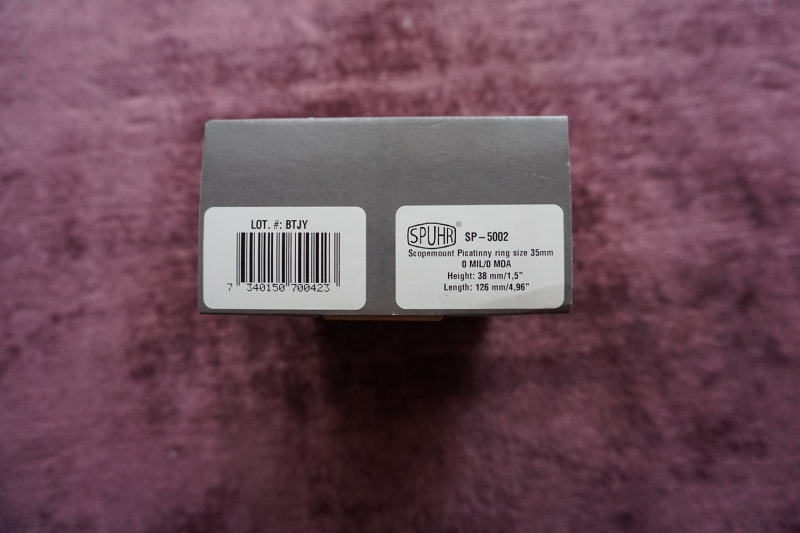 LOT. #: BTJY
7 340150 700423
SPUHR® SP-5002
Scopemount Picatinny ring size 35mm
0 MIL/0 MOA
Height: 38 mm/1,5"
Length: 126 mm/4,96"